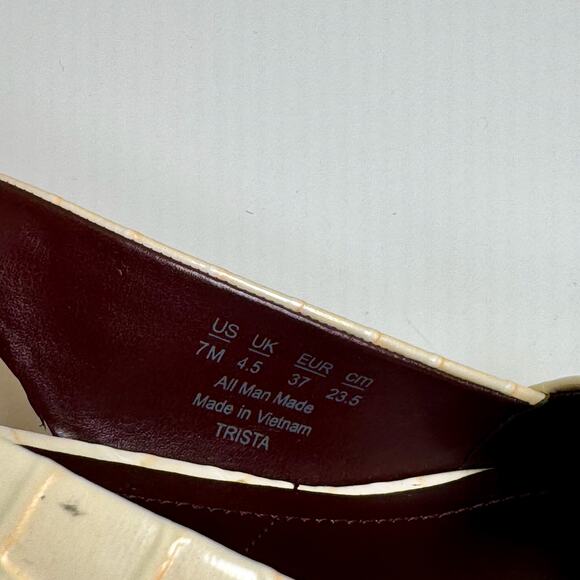 US UK EUR cm
7M 4.5 37 23.5
All Man Made
Made in Vietnam
TRISTA